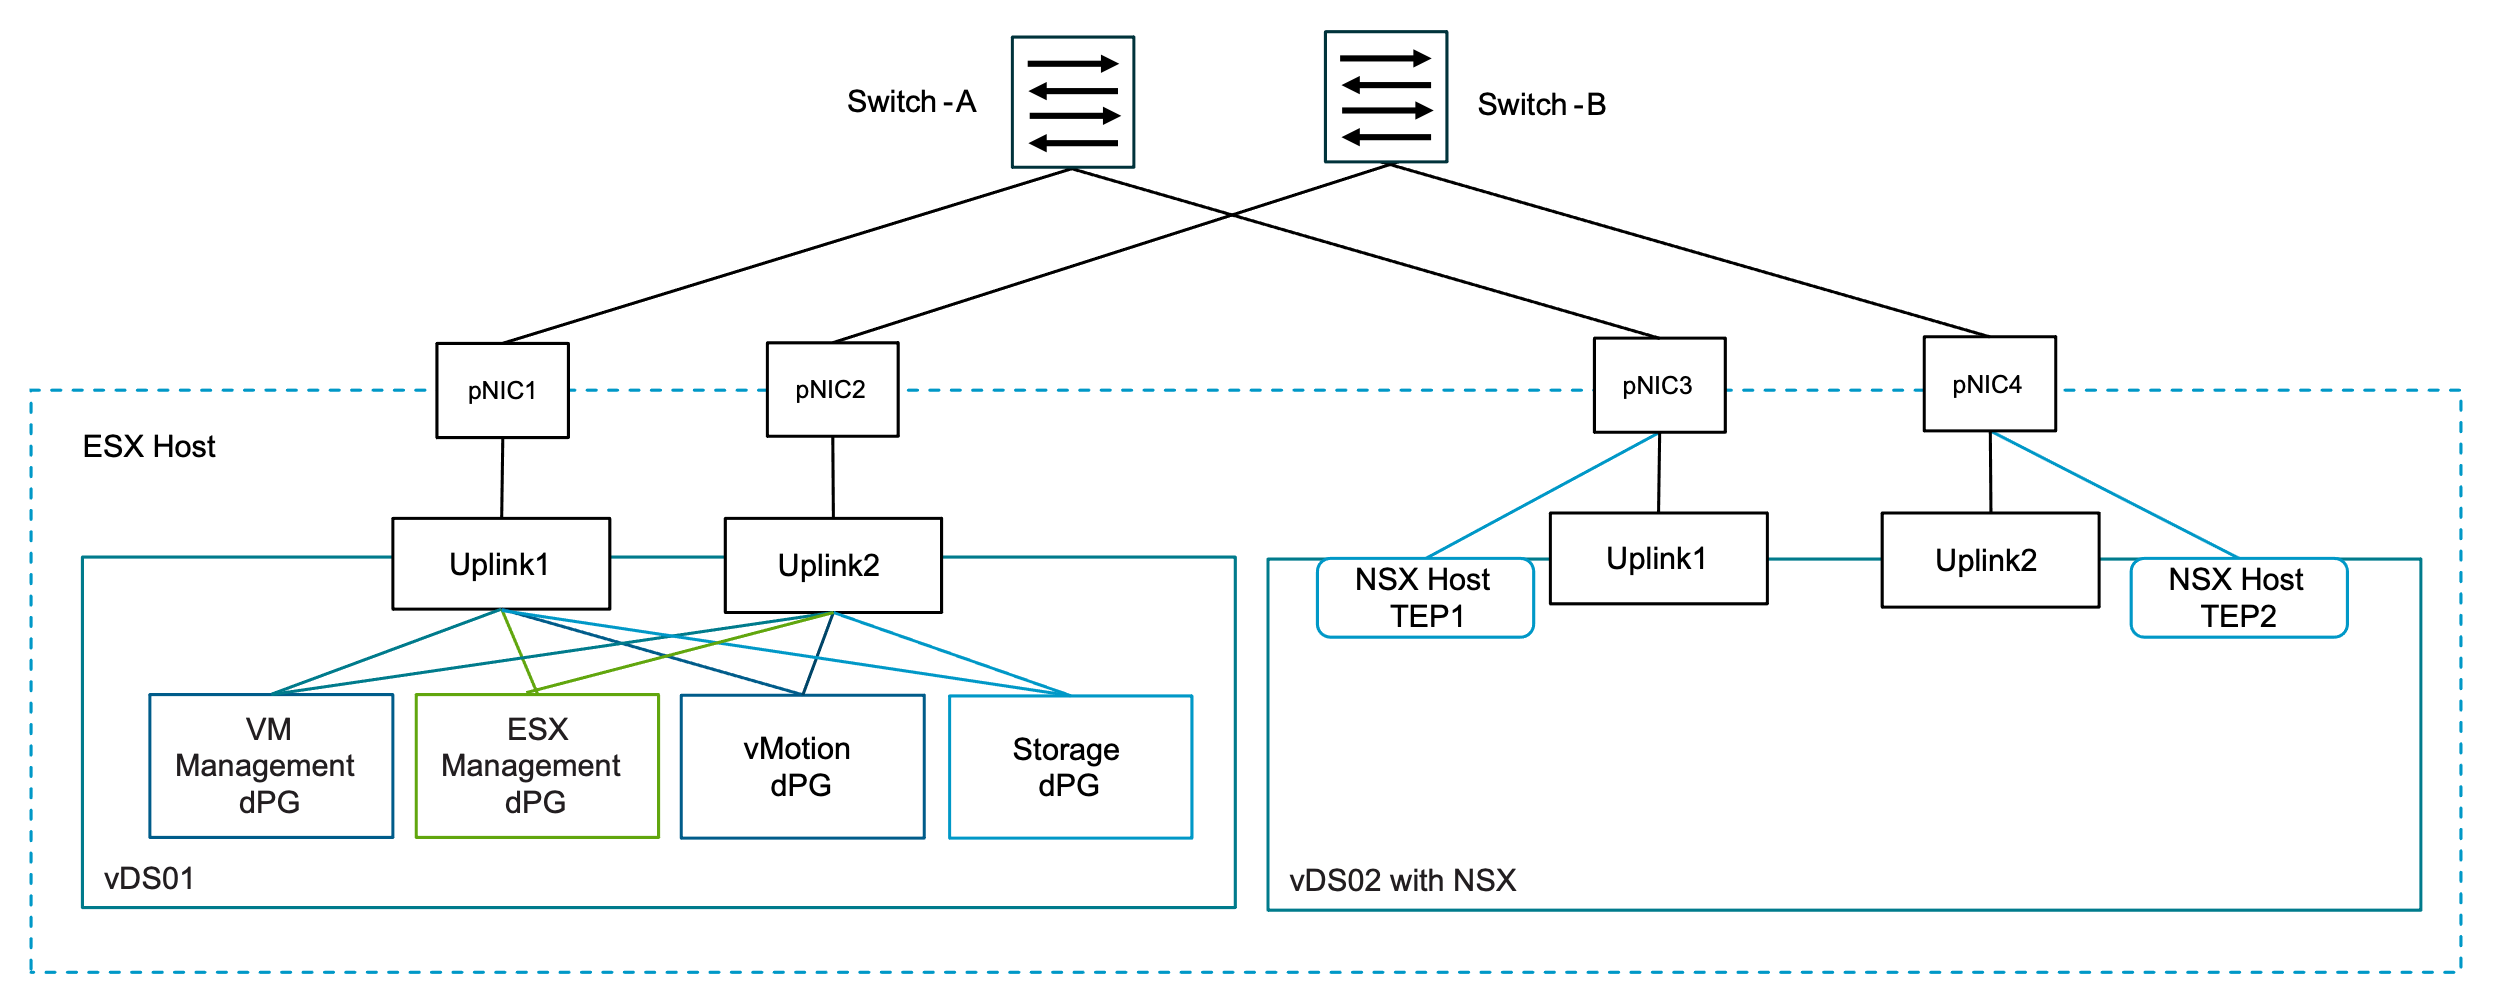 Switch-A
Switch-B
pNIC1
pNIC2
pNIC3
pNIC4
ESX Host
Uplink1
Uplink2
NSX Host
TEP1
Uplink1
Uplink2
NSX Host
TEP2
VM
Management
dPG
ESX
Management
dPG
vMotion
dPG
Storage
dPG
vDS01
vDS02 with NSX